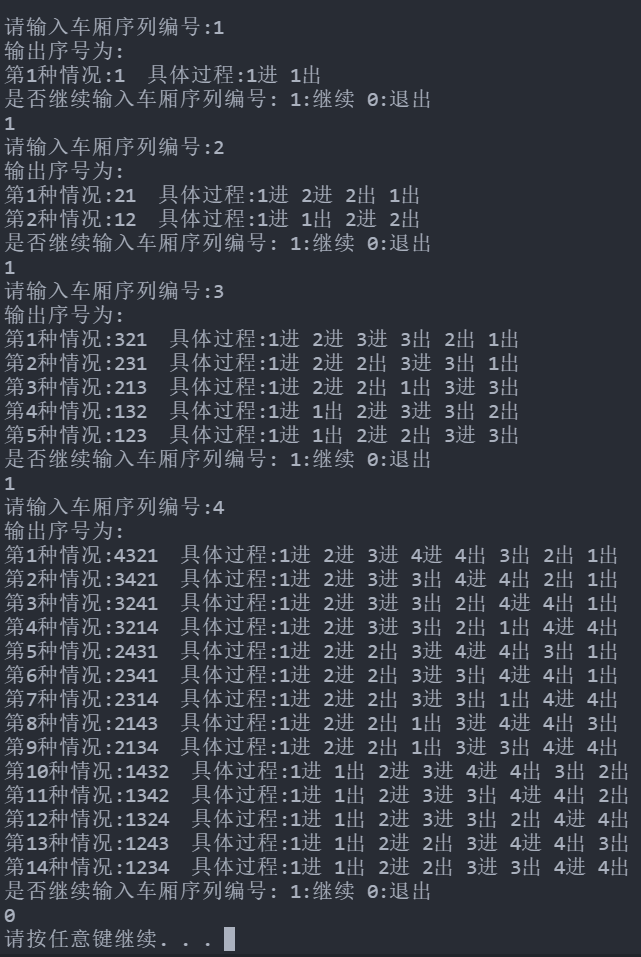 请输入车厢序列编号:1
输出序号为:
第1种情况:1  具体过程:1进 1出
是否继续输入车厢序列编号: 1:继续 0:退出
1
请输入车厢序列编号:2
输出序号为:
第1种情况:21  具体过程:1进 2进 2出 1出
第2种情况:12  具体过程:1进 1出 2进 2出
是否继续输入车厢序列编号: 1:继续 0:退出
1
请输入车厢序列编号:3
输出序号为:
第1种情况:321  具体过程:1进 2进 3进 3出 2出 1出
第2种情况:231  具体过程:1进 2进 2出 3进 3出 1出
第3种情况:213  具体过程:1进 2进 2出 1出 3进 3出
第4种情况:132  具体过程:1进 1出 2进 3进 3出 2出
第5种情况:123  具体过程:1进 1出 2进 2出 3进 3出
是否继续输入车厢序列编号: 1:继续 0:退出
1
请输入车厢序列编号:4
输出序号为:
第1种情况:4321  具体过程:1进 2进 3进 4进 4出 3出 2出 1出
第2种情况:3421  具体过程:1进 2进 3进 3出 4进 4出 2出 1出
第3种情况:3241  具体过程:1进 2进 3进 3出 2出 4进 4出 1出
第4种情况:3214  具体过程:1进 2进 3进 3出 2出 1出 4进 4出
第5种情况:2431  具体过程:1进 2进 2出 3进 4进 4出 3出 1出
第6种情况:2341  具体过程:1进 2进 2出 3进 3出 4进 4出 1出
第7种情况:2314  具体过程:1进 2进 2出 3进 3出 1出 4进 4出
第8种情况:2143  具体过程:1进 2进 2出 1出 3进 4进 4出 3出
第9种情况:2134  具体过程:1进 2进 2出 1出 3进 3出 4进 4出
第10种情况:1432  具体过程:1进 1出 2进 3进 4进 4出 3出 2出
第11种情况:1342  具体过程:1进 1出 2进 3进 3出 4进 4出 2出
第12种情况:1324  具体过程:1进 1出 2进 3进 3出 2出 4进 4出
第13种情况:1243  具体过程:1进 1出 2进 2出 3进 4进 4出 3出
第14种情况:1234  具体过程:1进 1出 2进 2出 3进 3出 4进 4出
是否继续输入车厢序列编号: 1:继续 0:退出
0
请按任意键继续. . .